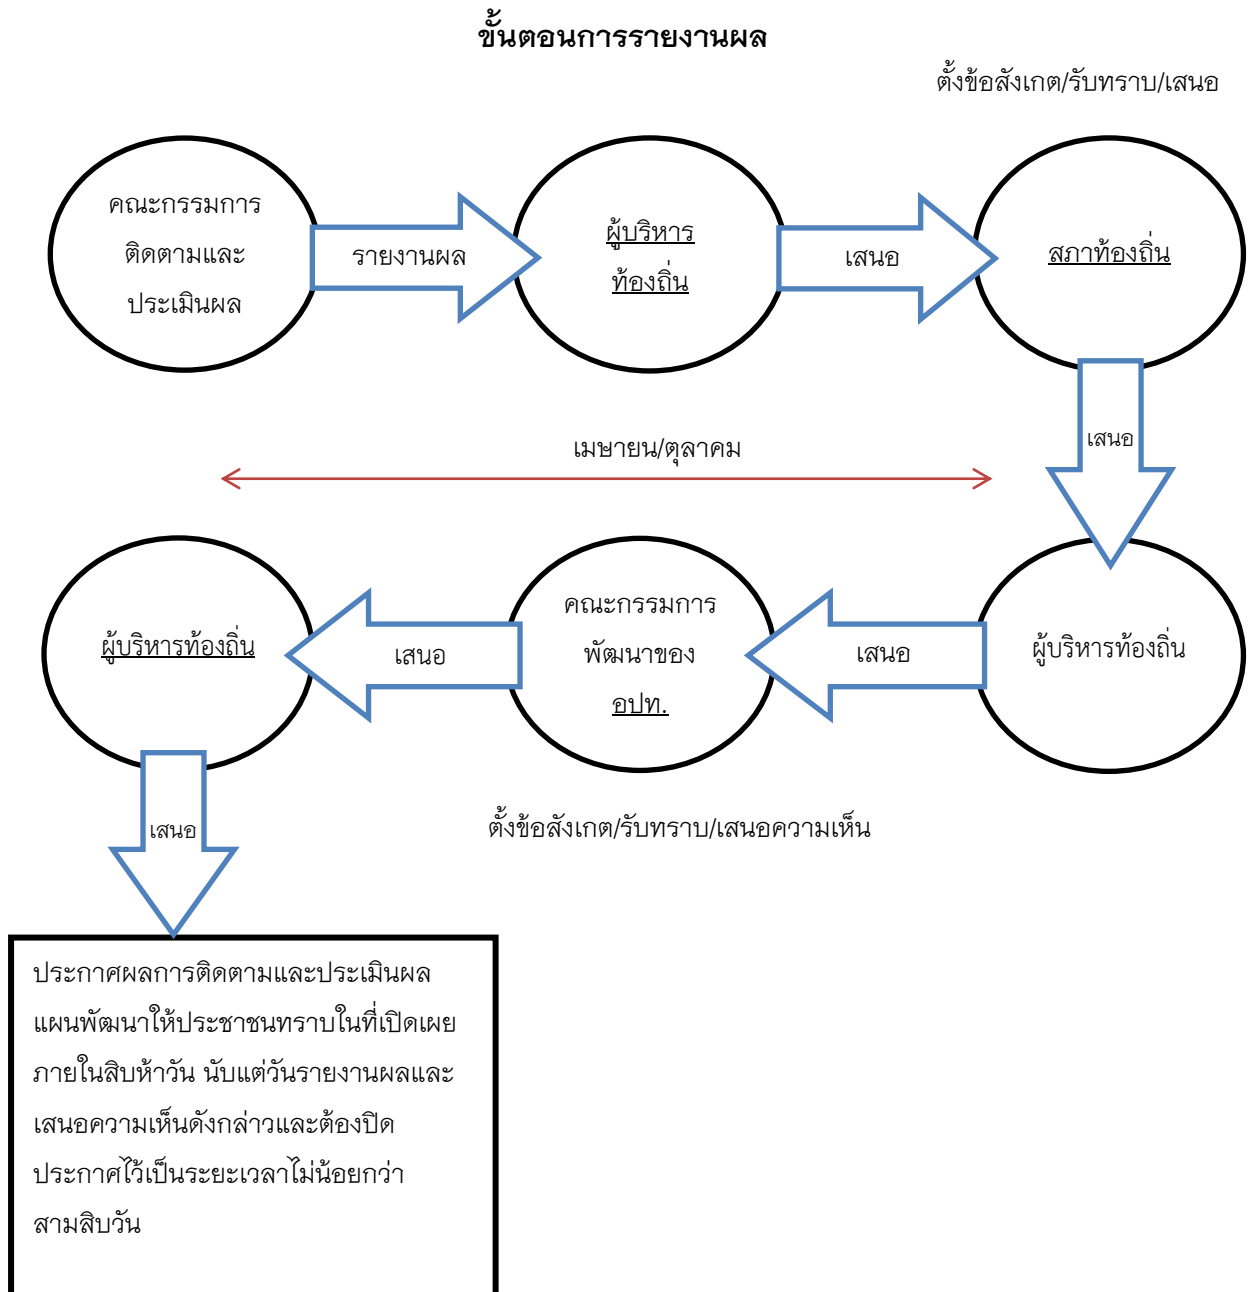 ขั้นตอนการรายงานผล
ตั้งข้อสังเกต/รับทราบ/เสนอ
คณะกรรมการ
ติดตามและ
ประเมินผล
รายงานผล
ผู้บริหาร
ท้องถิ่น
เสนอ
สภาท้องถิ่น
เสนอ
เมษายน/ตุลาคม
ผู้บริหารท้องถิ่น
เสนอ
คณะกรรมการ
พัฒนาของ
อปท.
เสนอ
ผู้บริหารท้องถิ่น
ตั้งข้อสังเกต/รับทราบ/เสนอความเห็น
เสนอ
ประกาศผลการติดตามและประเมินผล
แผนพัฒนาให้ประชาชนทราบในที่เปิดเผย
ภายในสิบห้าวัน นับแต่วันรายงานผลและ
เสนอความเห็นดังกล่าวและต้องปิด
ประกาศไว้เป็นระยะเวลาไม่น้อยกว่า
สามสิบวัน